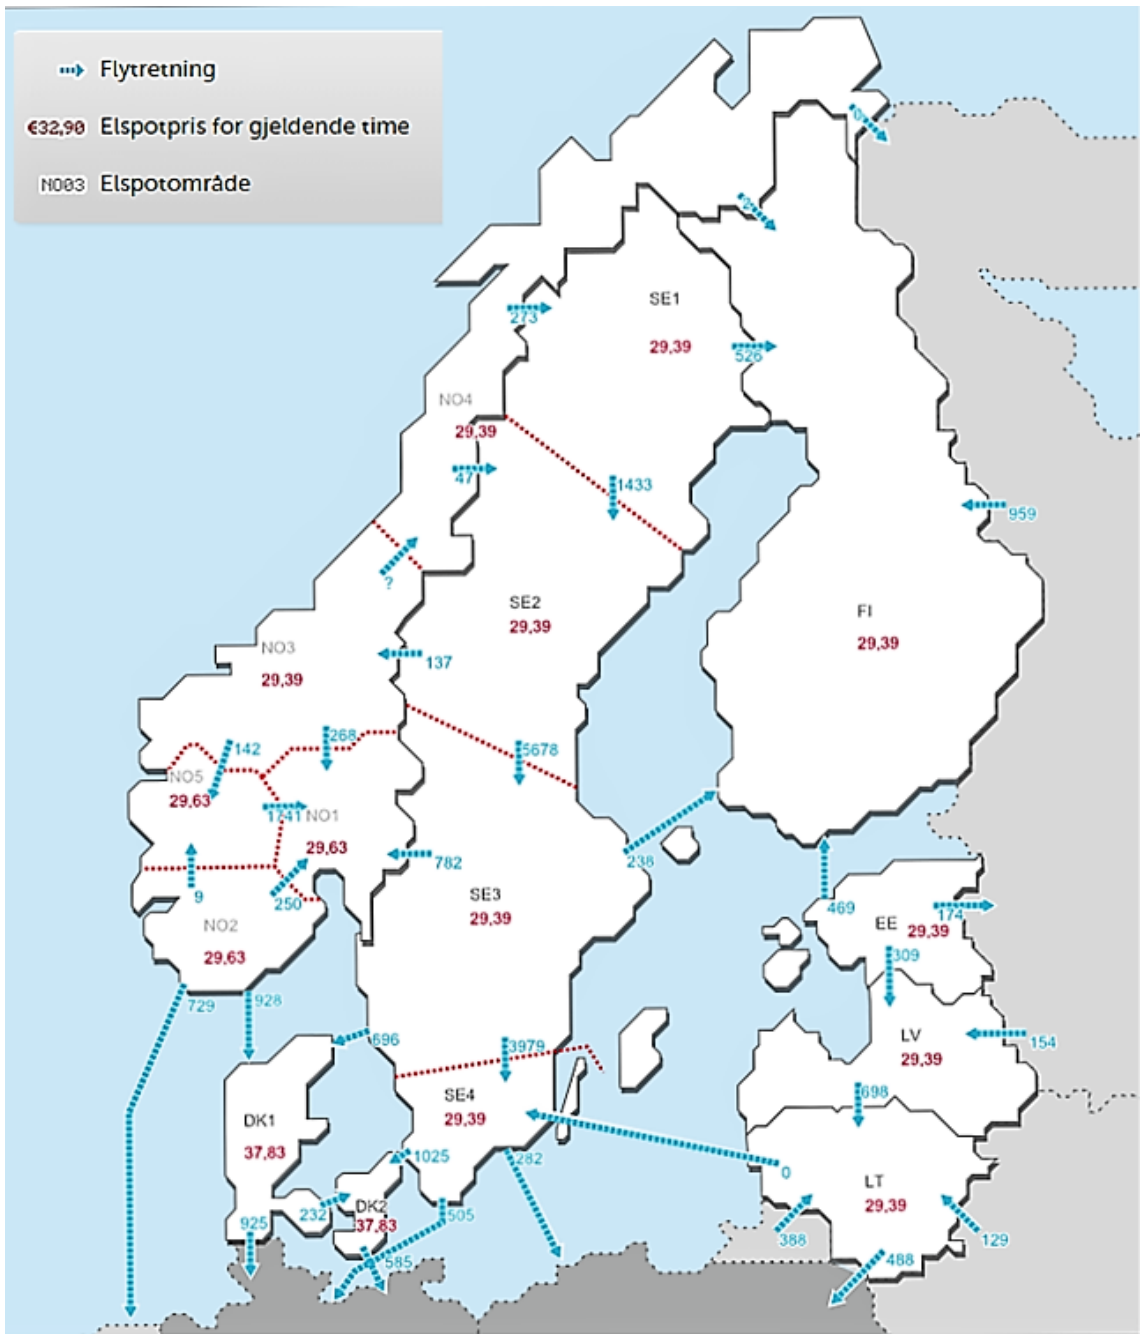 Flytretning
€32,90 Elspotpris for gjeldende time
NO03 Elspotområde
0
2
SE1
273
29,39
526
NO4
29,39
47
1433
959
?
SE2
29,39
FI
29,39
NO3
29,39
137
268
142
5678
NO5
29,63
1741
NO1
29,63
782
238
9
250
SE3
29,39
469
174
EE
29,39
NO2
29,63
309
729
928
696
3979
LV
29,39
154
SE4
29,39
698
DK1
37,83
1025
282
0
LT
29,39
232
DK2
37,83
505
925
585
388
129
488